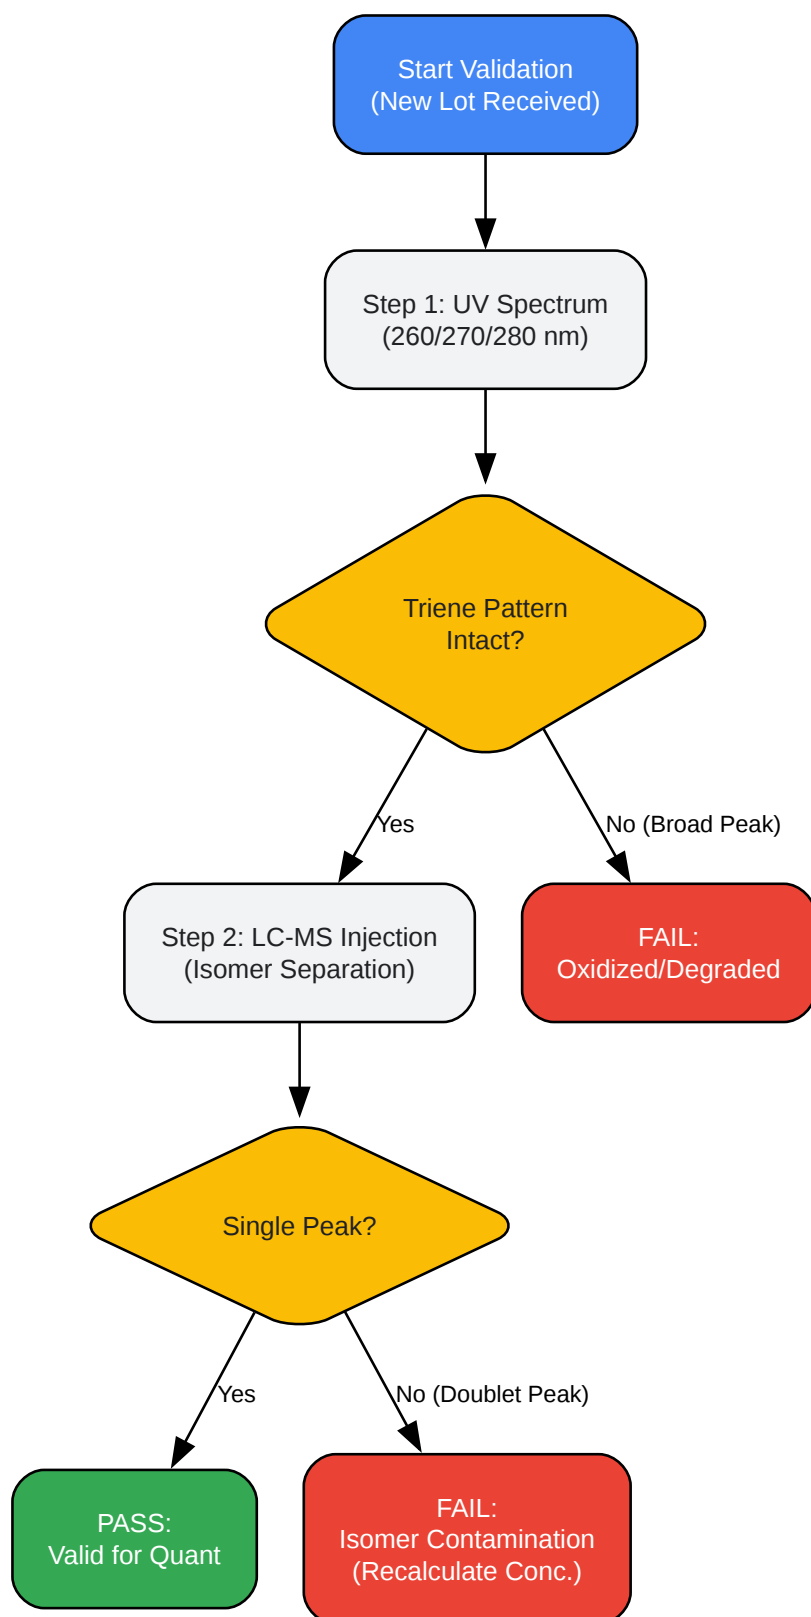 Start Validation
(New Lot Received)
Step 1: UV Spectrum
(260/270/280 nm)
Triene Pattern
Intact?
Yes
No (Broad Peak)
Step 2: LC-MS Injection
(Isomer Separation)
FAIL:
Oxidized/Degraded
Single Peak?
Yes
No (Doublet Peak)
PASS:
Valid for Quant
FAIL:
Isomer Contamination
(Recalculate Conc.)